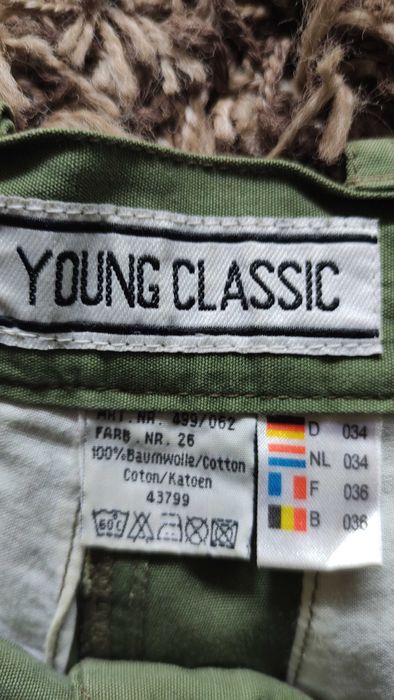 YOUNG CLASSIC
ART. NR. 499/062
FARB. NR. 26
100%Baumwolle/Cotton
Coton/Katoen
43799
60C
D 034
NL 034
F 036
B 036